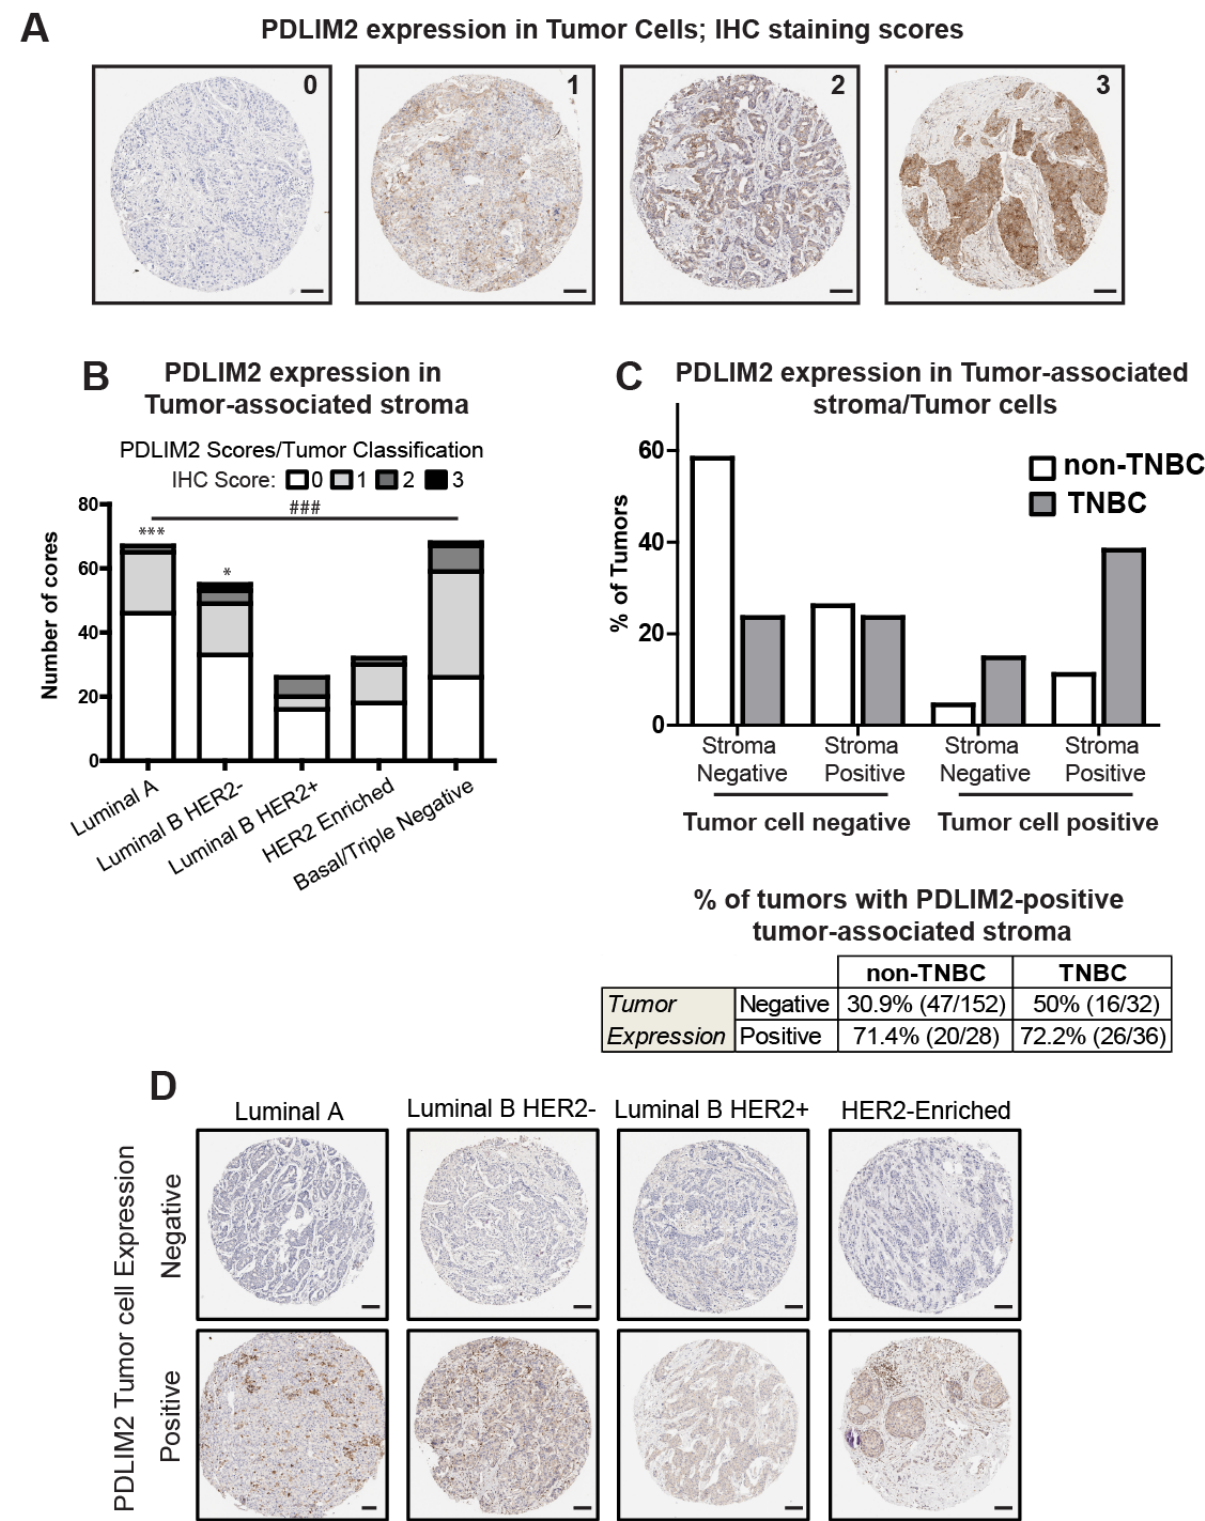 A
PDLIM2 expression in Tumor Cells; IHC staining scores
0
1
2
3
B
PDLIM2 expression in
Tumor-associated stroma
PDLIM2 Scores/Tumor Classification
IHC Score: 0 1 2 3
###
***
*
Number of cores
80
60
40
20
0
Luminal A
Luminal B HER2-
Luminal B HER2+
HER2 Enriched
Basal/Triple Negative
C
PDLIM2 expression in Tumor-associated
stroma/Tumor cells
non-TNBC
TNBC
% of Tumors
60
40
20
0
Stroma Negative
Stroma Positive
Stroma Negative
Stroma Positive
Tumor cell negative
Tumor cell positive
% of tumors with PDLIM2-positive
tumor-associated stroma
non-TNBC TNBC
Tumor Negative 30.9% (47/152) 50% (16/32)
Expression Positive 71.4% (20/28) 72.2% (26/36)
D
Luminal A
Luminal B HER2-
Luminal B HER2+
HER2-Enriched
PDLIM2 Tumor cell Expression
Negative
Positive